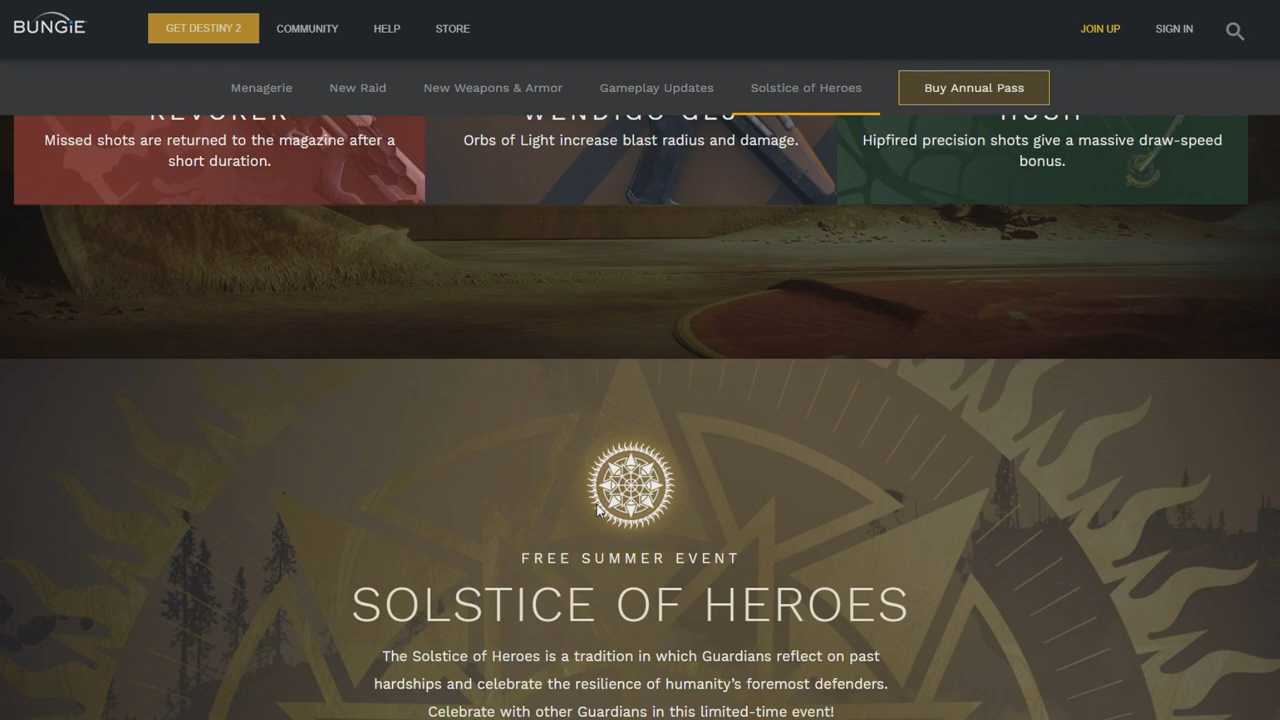 BUNGiE
GET DESTINY 2
COMMUNITY
HELP
STORE
JOIN UP
SIGN IN
Menagerie
New Raid
New Weapons & Armor
Gameplay Updates
Solstice of Heroes
Buy Annual Pass
REVOKER
Missed shots are returned to the magazine after a
short duration.
WENDIGO GL3
Orbs of Light increase blast radius and damage.
HUSH
Hipfired precision shots give a massive draw-speed
bonus.
FREE SUMMER EVENT
SOLSTICE OF HEROES
The Solstice of Heroes is a tradition in which Guardians reflect on past
hardships and celebrate the resilience of humanity’s foremost defenders.
Celebrate with other Guardians in this limited-time event!